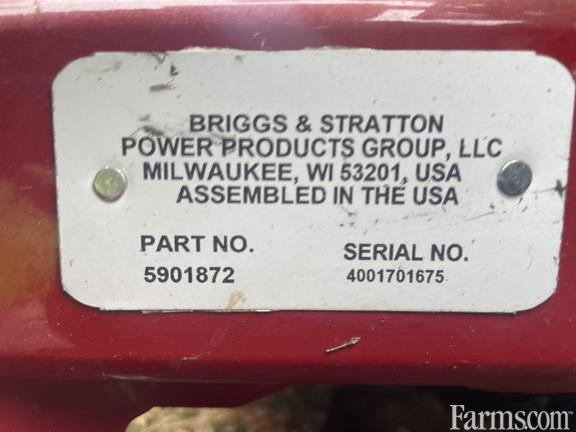 BRIGGS & STRATTON
POWER PRODUCTS GROUP, LLC
MILWAUKEE, WI 53201, USA
ASSEMBLED IN THE USA
PART NO. SERIAL NO.
5901872 4001701675
Farms.com